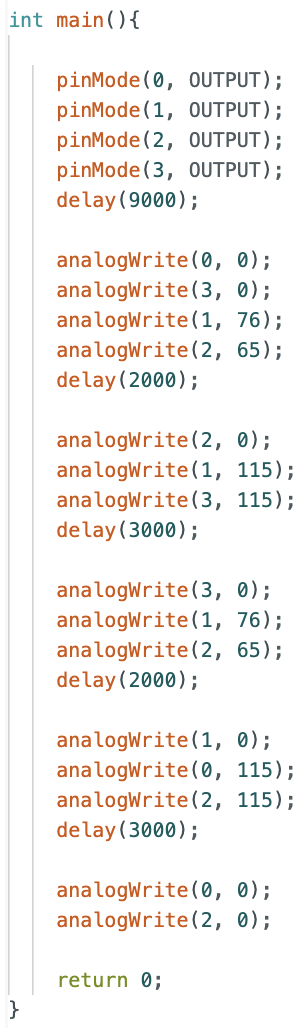 int main(){
pinMode(0, OUTPUT);
pinMode(1, OUTPUT);
pinMode(2, OUTPUT);
pinMode(3, OUTPUT);
delay(9000);
analogWrite(0, 0);
analogWrite(3, 0);
analogWrite(1, 76);
analogWrite(2, 65);
delay(2000);
analogWrite(2, 0);
analogWrite(1, 115);
analogWrite(3, 115);
delay(3000);
analogWrite(3, 0);
analogWrite(1, 76);
analogWrite(2, 65);
delay(2000);
analogWrite(1, 0);
analogWrite(0, 115);
analogWrite(2, 115);
delay(3000);
analogWrite(0, 0);
analogWrite(2, 0);
return 0;
}